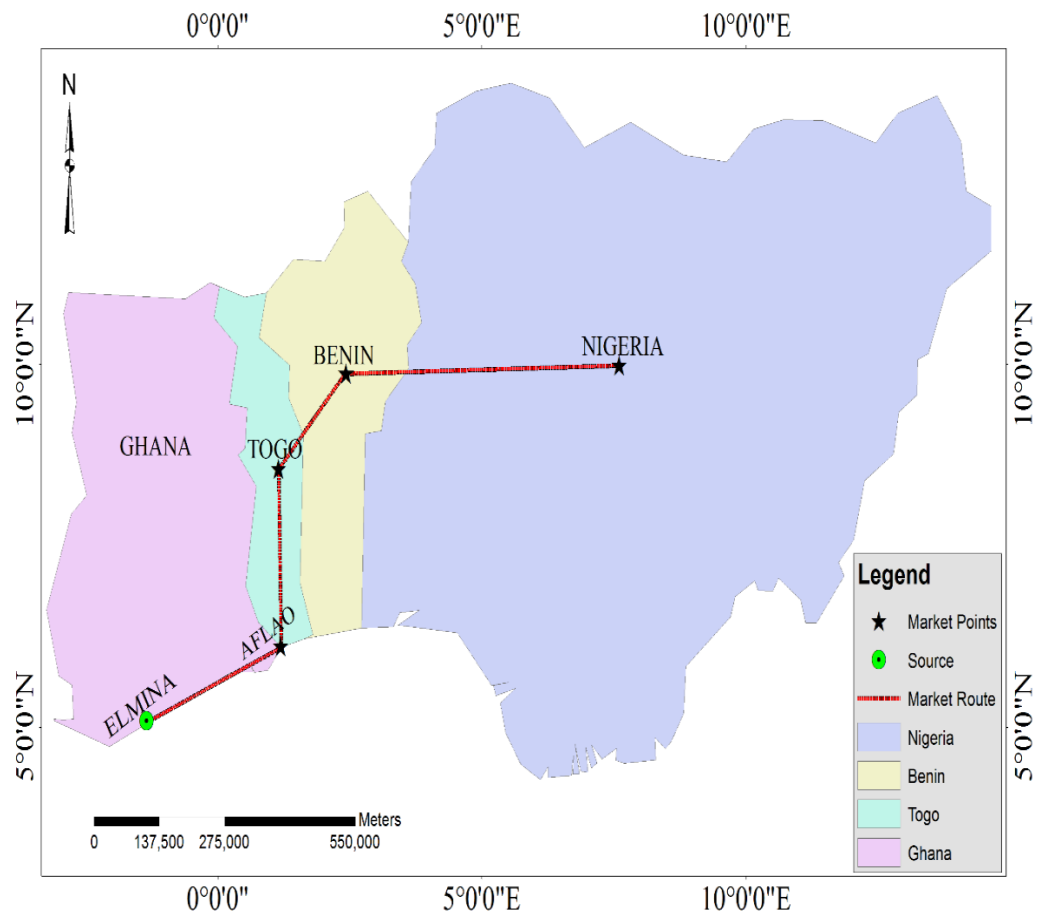 0°0'0" 5°0'0"E 10°0'0"E
N
10°0'0"N
10°0'0"N
NIGERIA
BENIN
GHANA
TOGO
AFLAO
ELMINA
5°0'0"N
5°0'0"N
Legend
Market Points
Source
Market Route
Nigeria
Benin
Togo
Ghana
Meters
0 137,500 275,000 550,000
0°0'0" 5°0'0"E 10°0'0"E